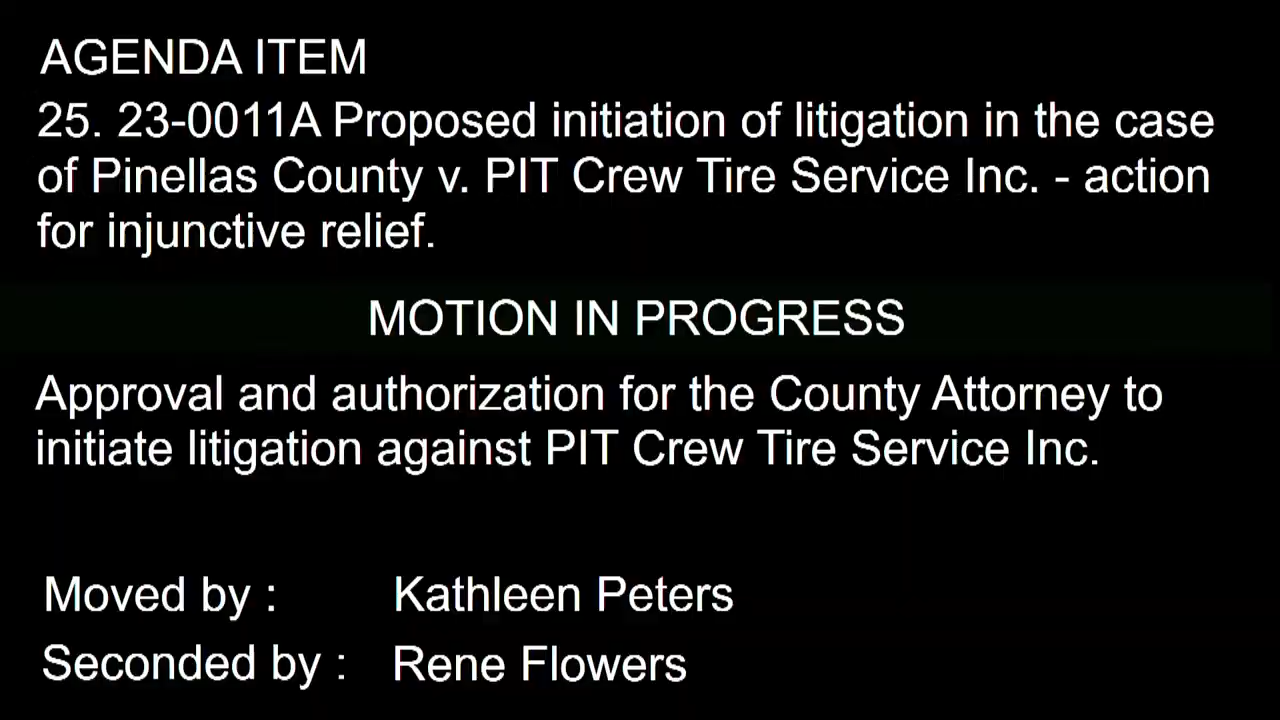 AGENDA ITEM
25. 23-0011A Proposed initiation of litigation in the case
of Pinellas County v. PIT Crew Tire Service Inc. - action
for injunctive relief.
MOTION IN PROGRESS
Approval and authorization for the County Attorney to
initiate litigation against PIT Crew Tire Service Inc.
Moved by : Kathleen Peters
Seconded by : Rene Flowers